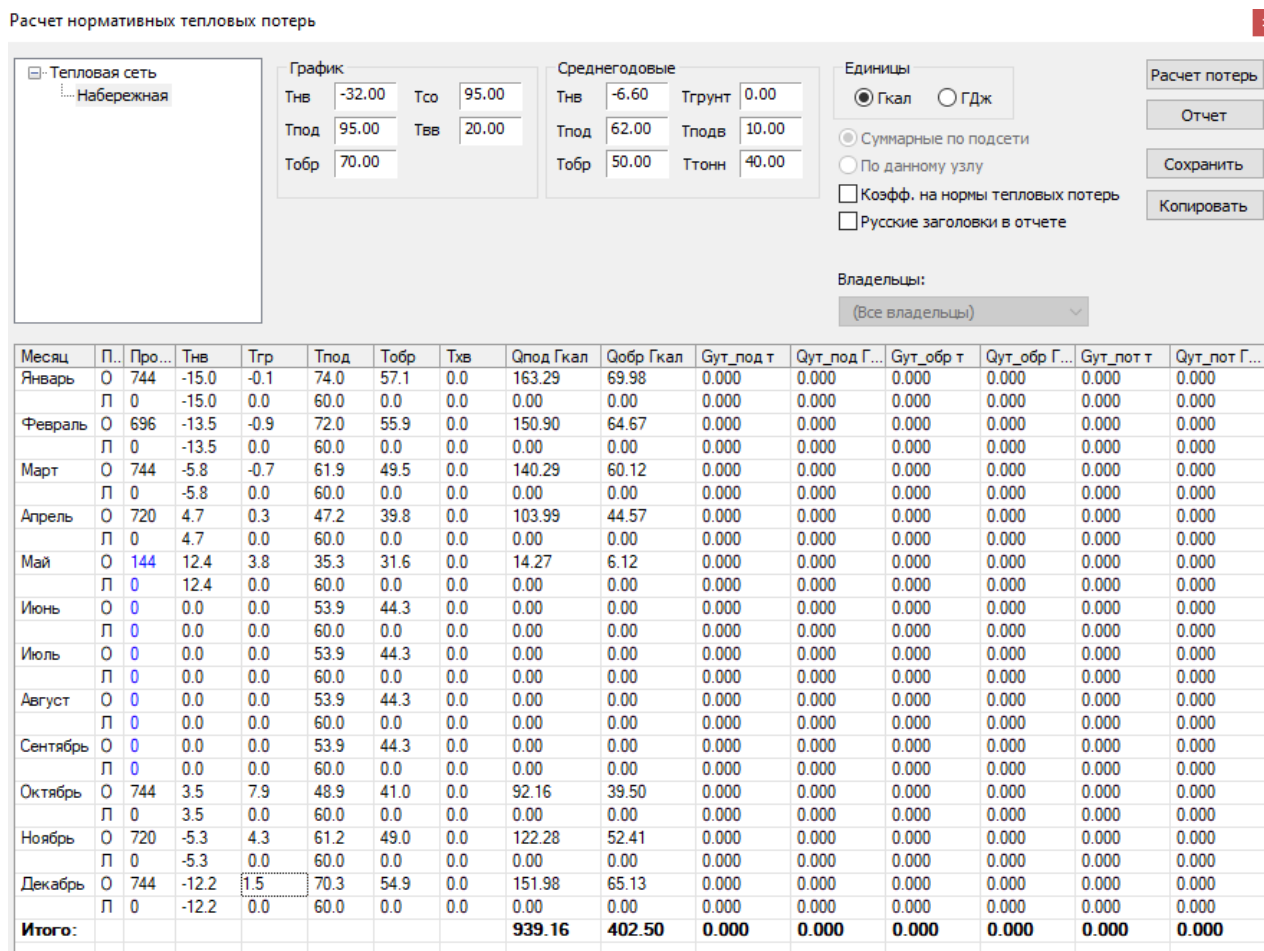 Расчет нормативных тепловых потерь
Тепловая сеть
Набережная
График
Тнв -32.00 Тсо 95.00
Тпод 95.00 Твв 20.00
Тобр 70.00
Среднегодовые
Тнв -6.60 Тгрунт 0.00
Тпод 62.00 Тподв 10.00
Тобр 50.00 Ттонн 40.00
Единицы
Гкал ГДж
Суммарные по подсети
По данному узлу
Коэфф. на нормы тепловых потерь
Русские заголовки в отчете
Владельцы:
(Все владельцы)
Расчет потерь
Отчет
Сохранить
Копировать
Месяц П.. Про... Тнв Тгр Тпод Тобр Тхв Qпод Гкал Qобр Гкал Gут_под т Qут_под Г... Gут_обр т Qут_обр Г... Gут_пот т Qут_пот Г...
Январь О 744 -15.0 -0.1 74.0 57.1 0.0 163.29 69.98 0.000 0.000 0.000 0.000 0.000 0.000
Л 0 -15.0 0.0 60.0 0.0 0.0 0.00 0.00 0.000 0.000 0.000 0.000 0.000 0.000
Февраль О 696 -13.5 -0.9 72.0 55.9 0.0 150.90 64.67 0.000 0.000 0.000 0.000 0.000 0.000
Л 0 -13.5 0.0 60.0 0.0 0.0 0.00 0.00 0.000 0.000 0.000 0.000 0.000 0.000
Март О 744 -5.8 -0.7 61.9 49.5 0.0 140.29 60.12 0.000 0.000 0.000 0.000 0.000 0.000
Л 0 -5.8 0.0 60.0 0.0 0.0 0.00 0.00 0.000 0.000 0.000 0.000 0.000 0.000
Апрель О 720 4.7 0.3 47.2 39.8 0.0 103.99 44.57 0.000 0.000 0.000 0.000 0.000 0.000
Л 0 4.7 0.0 60.0 0.0 0.0 0.00 0.00 0.000 0.000 0.000 0.000 0.000 0.000
Май О 144 12.4 3.8 35.3 31.6 0.0 14.27 6.12 0.000 0.000 0.000 0.000 0.000 0.000
Л 0 12.4 0.0 60.0 0.0 0.0 0.00 0.00 0.000 0.000 0.000 0.000 0.000 0.000
Июнь О 0 0.0 0.0 53.9 44.3 0.0 0.00 0.00 0.000 0.000 0.000 0.000 0.000 0.000
Л 0 0.0 0.0 60.0 0.0 0.0 0.00 0.00 0.000 0.000 0.000 0.000 0.000 0.000
Июль О 0 0.0 0.0 53.9 44.3 0.0 0.00 0.00 0.000 0.000 0.000 0.000 0.000 0.000
Л 0 0.0 0.0 60.0 0.0 0.0 0.00 0.00 0.000 0.000 0.000 0.000 0.000 0.000
Август О 0 0.0 0.0 53.9 44.3 0.0 0.00 0.00 0.000 0.000 0.000 0.000 0.000 0.000
Л 0 0.0 0.0 60.0 0.0 0.0 0.00 0.00 0.000 0.000 0.000 0.000 0.000 0.000
Сентябрь О 0 0.0 0.0 53.9 44.3 0.0 0.00 0.00 0.000 0.000 0.000 0.000 0.000 0.000
Л 0 0.0 0.0 60.0 0.0 0.0 0.00 0.00 0.000 0.000 0.000 0.000 0.000 0.000
Октябрь О 744 3.5 7.9 48.9 41.0 0.0 92.16 39.50 0.000 0.000 0.000 0.000 0.000 0.000
Л 0 3.5 0.0 60.0 0.0 0.0 0.00 0.00 0.000 0.000 0.000 0.000 0.000 0.000
Ноябрь О 720 -5.3 4.3 61.2 49.0 0.0 122.28 52.41 0.000 0.000 0.000 0.000 0.000 0.000
Л 0 -5.3 0.0 60.0 0.0 0.0 0.00 0.00 0.000 0.000 0.000 0.000 0.000 0.000
Декабрь О 744 -12.2 1.5 70.3 54.9 0.0 151.98 65.13 0.000 0.000 0.000 0.000 0.000 0.000
Л 0 -12.2 0.0 60.0 0.0 0.0 0.00 0.00 0.000 0.000 0.000 0.000 0.000 0.000
Итого: 939.16 402.50 0.000 0.000 0.000 0.000 0.000 0.000